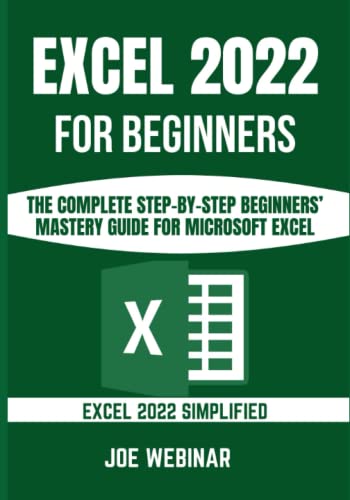 EXCEL 2022
FOR BEGINNERS
THE COMPLETE STEP-BY-STEP BEGINNERS'
MASTERY GUIDE FOR MICROSOFT EXCEL
X
EXCEL 2022 SIMPLIFIED
JOE WEBINAR